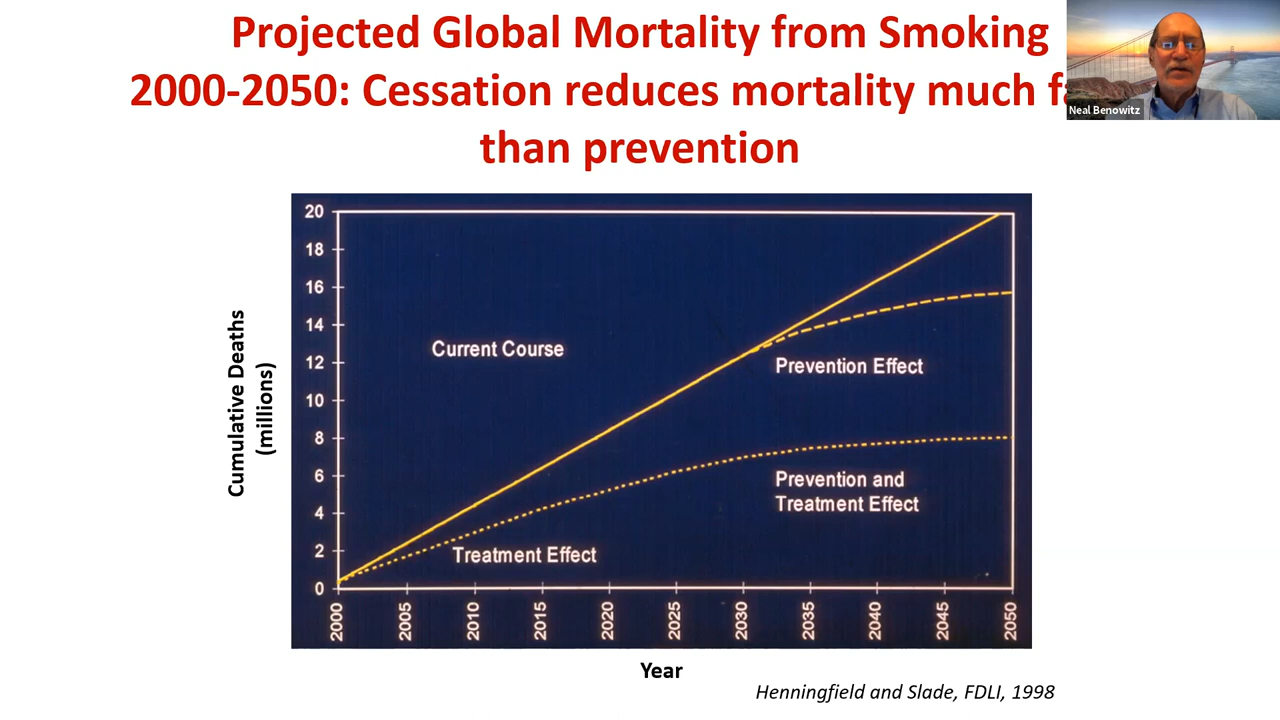 Projected Global Mortality from Smoking
2000-2050: Cessation reduces mortality much
than prevention
Neal Benowitz
Cumulative Deaths
(millions)
20
18
16
14
12
10
8
6
4
2
0
Current Course
Prevention Effect
Prevention and
Treatment Effect
Treatment Effect
2000
2005
2010
2015
2020
2025
2030
2035
2040
2045
2050
Year
Henningfield and Slade, FDLI, 1998